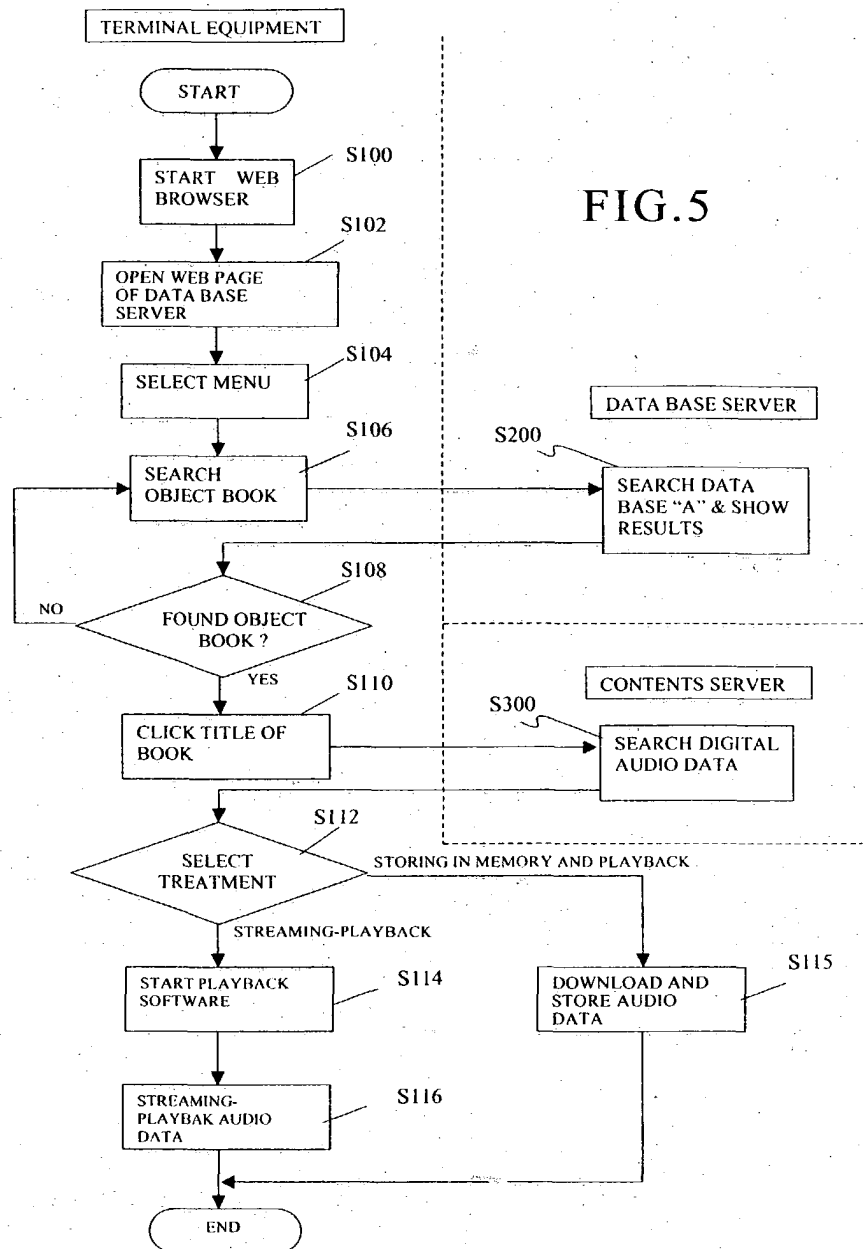 TERMINAL EQUIPMENT
START
S100
START WEB
BROWSER
FIG.5
S102
OPEN WEB PAGE
OF DATA BASE
SERVER
S104
SELECT MENU
DATA BASE SERVER
S106
S200
SEARCH
OBJECT BOOK
SEARCH DATA
BASE “A” & SHOW
RESULTS
S108
NO
FOUND OBJECT
BOOK ?
YES
S110
CONTENTS SERVER
S300
CLICK TITLE OF
BOOK
SEARCH DIGITAL
AUDIO DATA
S112
SELECT
TREATMENT
STORING IN MEMORY AND PLAYBACK
STREAMING-PLAYBACK
S114
START PLAYBACK
SOFTWARE
S115
DOWNLOAD AND
STORE AUDIO
DATA
S116
STREAMING-
PLAYBAK AUDIO
DATA
END